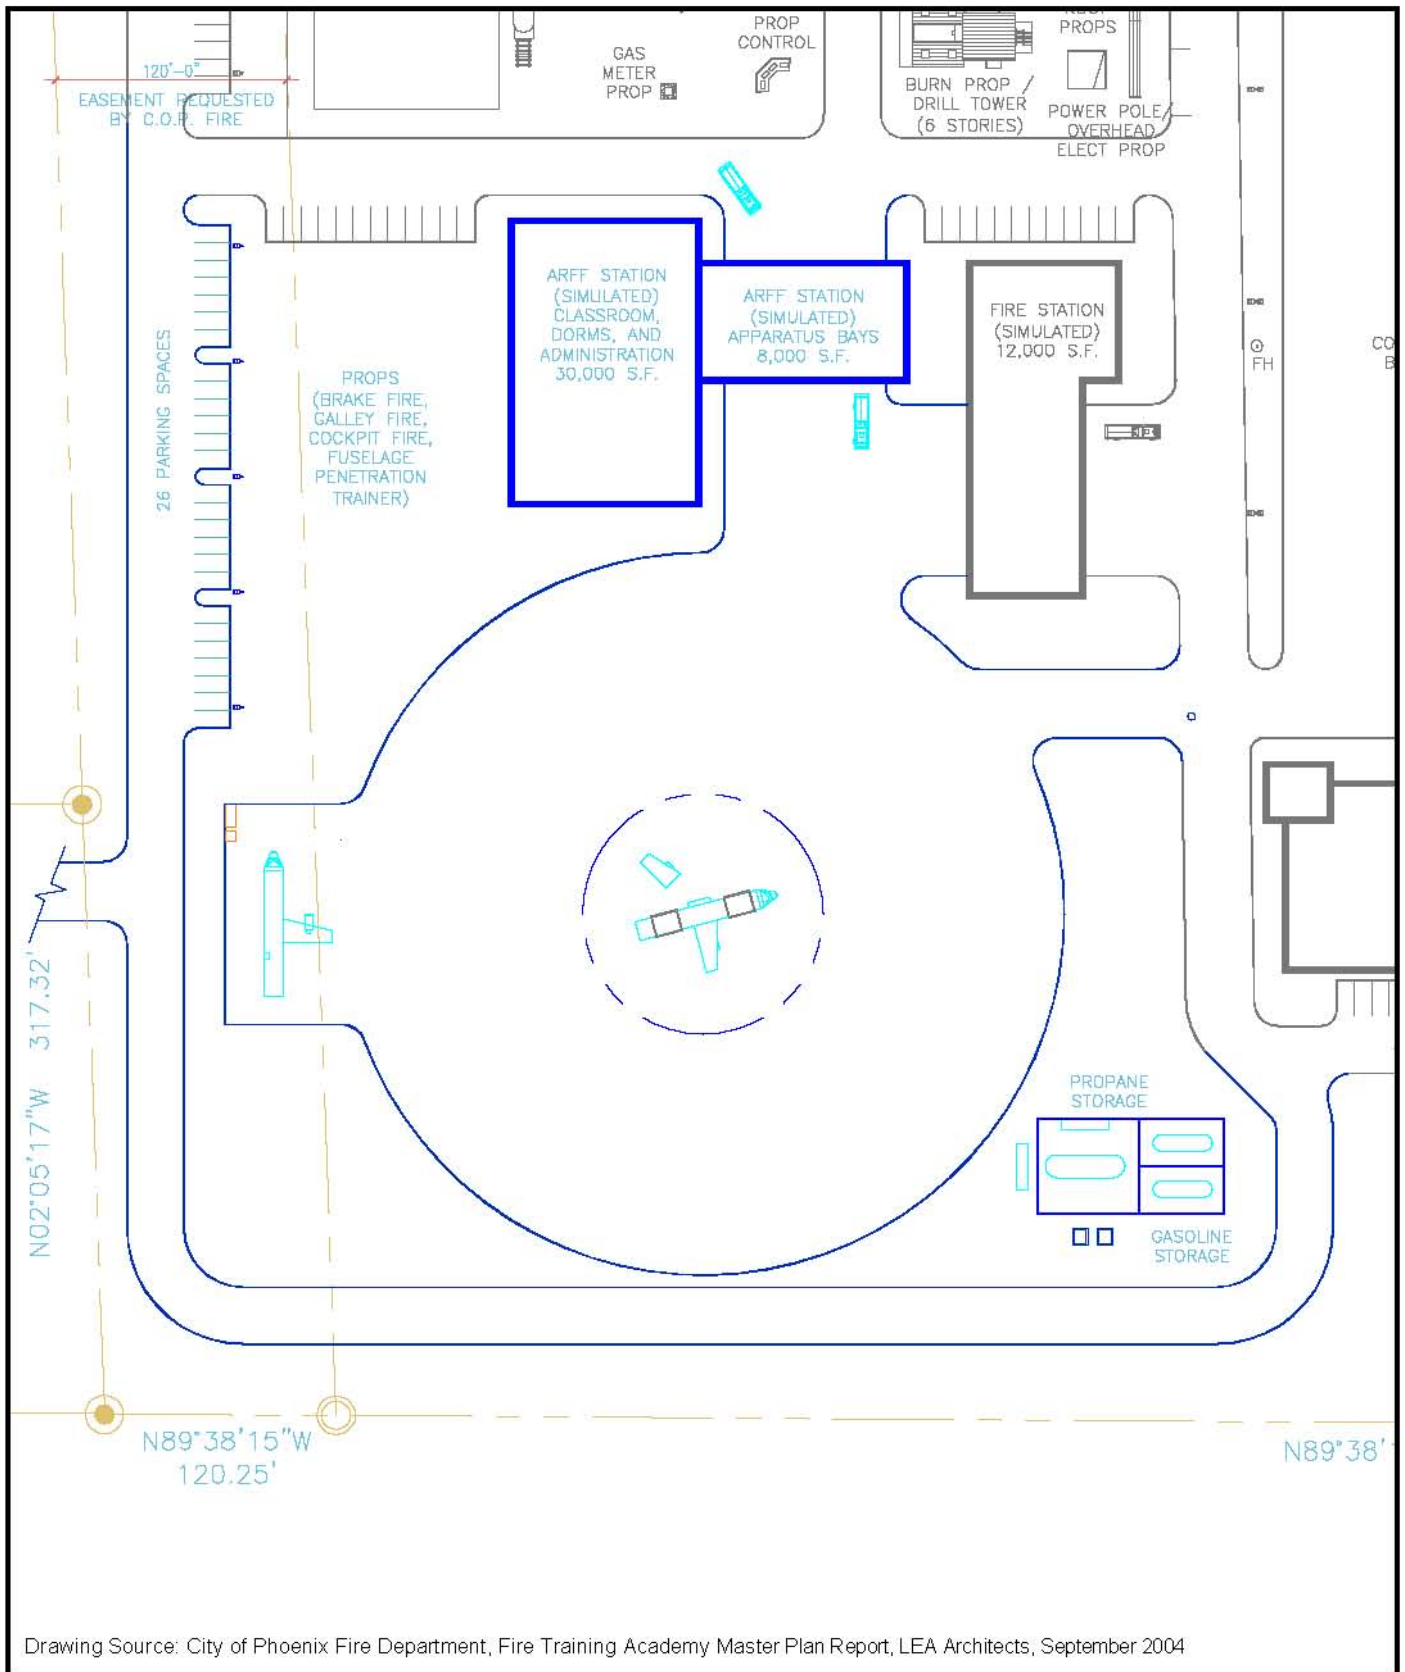 PROP
CONTROL
PROPS
GAS
METER
PROP
120'-0"
EASEMENT REQUESTED
BY C.O.P. FIRE
BURN PROP /
DRILL TOWER
(6 STORIES)
POWER POLE/
OVERHEAD
ELECT PROP
ARFF STATION
(SIMULATED)
CLASSROOM,
DORMS, AND
ADMINISTRATION
30,000 S.F.
ARFF STATION
(SIMULATED)
APPARATUS BAYS
8,000 S.F.
FIRE STATION
(SIMULATED)
12,000 S.F.
FH
CO
B
26 PARKING SPACES
PROPS
(BRAKE FIRE,
GALLEY FIRE,
COCKPIT FIRE,
FUSELAGE
PENETRATION
TRAINER)
N02°05'17"W 317.32'
PROPANE
STORAGE
GASOLINE
STORAGE
N89°38'15"W
120.25'
N89°38'
Drawing Source: City of Phoenix Fire Department, Fire Training Academy Master Plan Report, LEA Architects, September 2004